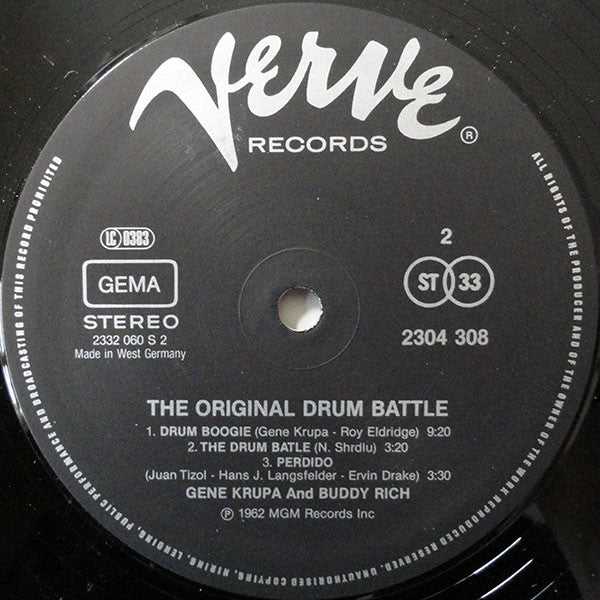 Verve
RECORDS ®
LC 0383
GEMA
STEREO
2332 060 S 2
Made in West Germany
2
ST 33
2304 308
THE ORIGINAL DRUM BATTLE
1. DRUM BOOGIE (Gene Krupa - Roy Eldridge) 9:20
2. THE DRUM BATLE (N. Shrdlu) 3:20
3. PERDIDO
(Juan Tizol - Hans J. Langsfelder - Ervin Drake) 3:30
GENE KRUPA And BUDDY RICH
℗ 1962 MGM Records Inc
ALL RIGHTS OF THE PRODUCER AND OF THE OWNER OF THE WORK REPRODUCED RESERVED. UNAUTHORISED COPYING, HIRING, LENDING, PUBLIC PERFORMANCE AND BROADCASTING OF THIS RECORD PROHIBITED